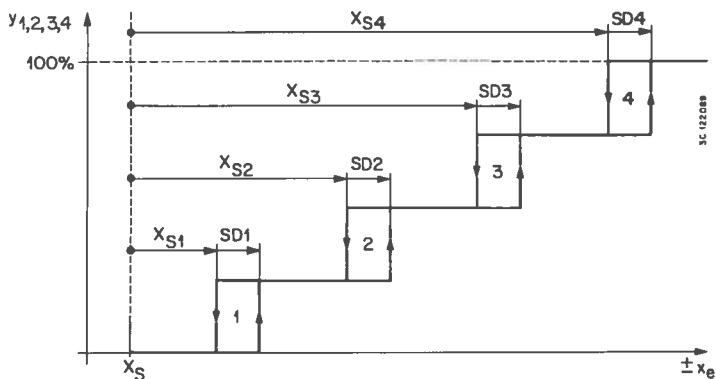 y1,2,3,4
XS4
SD4
100%
XS3
SD3
4
3C 122089
XS2
SD2
3
XS1
SD1
2
1
XS
± xe